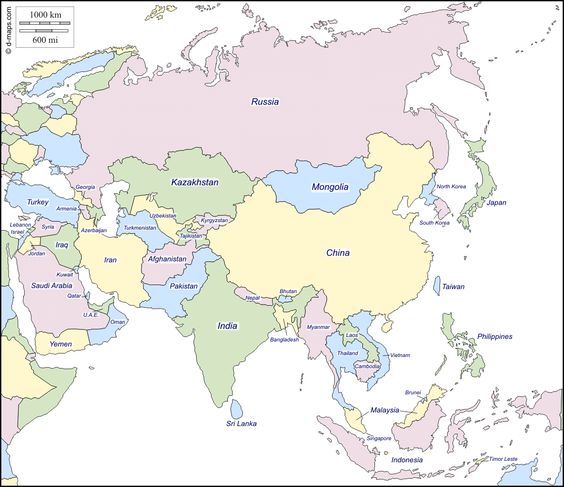 1000 km
600 mi
© d-maps.com
Russia
Kazakhstan
Mongolia
North Korea
Georgia
Turkey
Armenia
Azerbaijan
Uzbekistan
Kyrgyzstan
Japan
South Korea
Lebanon
Israel
Syria
Turkmenistan
Tajikistan
Iraq
Jordan
Iran
Afghanistan
China
Kuwait
Saudi Arabia
Qatar
Pakistan
Bhutan
Taiwan
U.A.E.
Oman
Nepal
India
Myanmar
Bangladesh
Laos
Philippines
Yemen
Thailand
Vietnam
Cambodia
Brunei
Sri Lanka
Malaysia
Singapore
Indonesia
Timor Leste